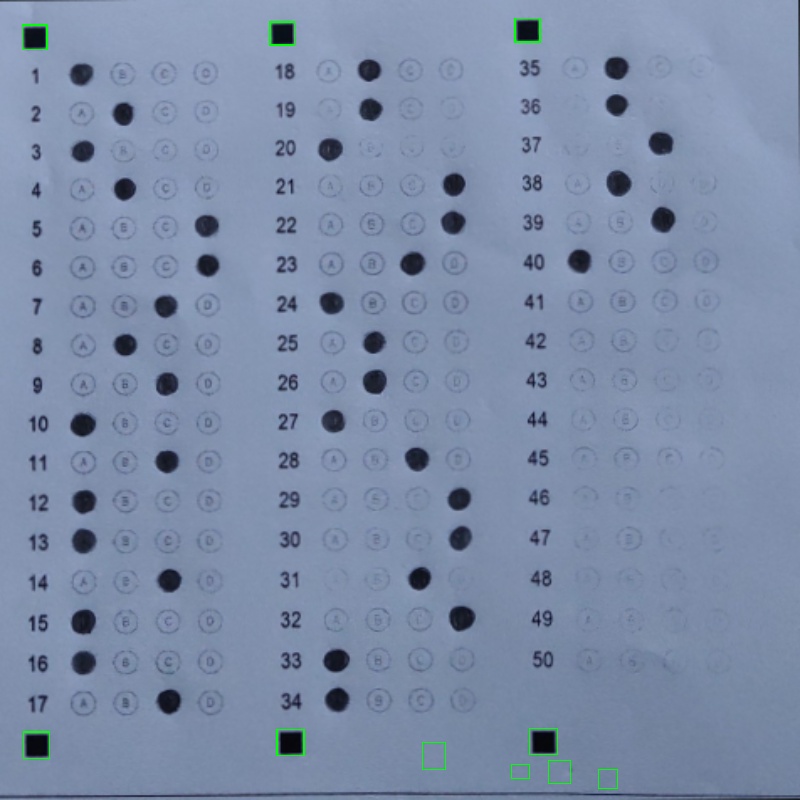 1 B C D
2 A C D
3 B C D
4 A C D
5 A B C
6 A B C
7 A B D
8 A C D
9 A B D
10 B C D
11 A B D
12 B C D
13 B C D
14 A B D
15 B C D
16 B C D
17 A B D
18 A C D
19 C
20
21 A B C
22 A B C
23 A B D
24 B C D
25 A C D
26 A C D
27 B C D
28 A B D
29 A B C
30 A B C
31 B
32 A B C
33 B C D
34 B C D
35 A C
36
37 B
38 A D
39 A B D
40 B C D
41 A B C D
42 A B C D
43 A B C D
44 A B C
45 A B C
46 A B
47 A B
48 A B
49 A B
50 A B